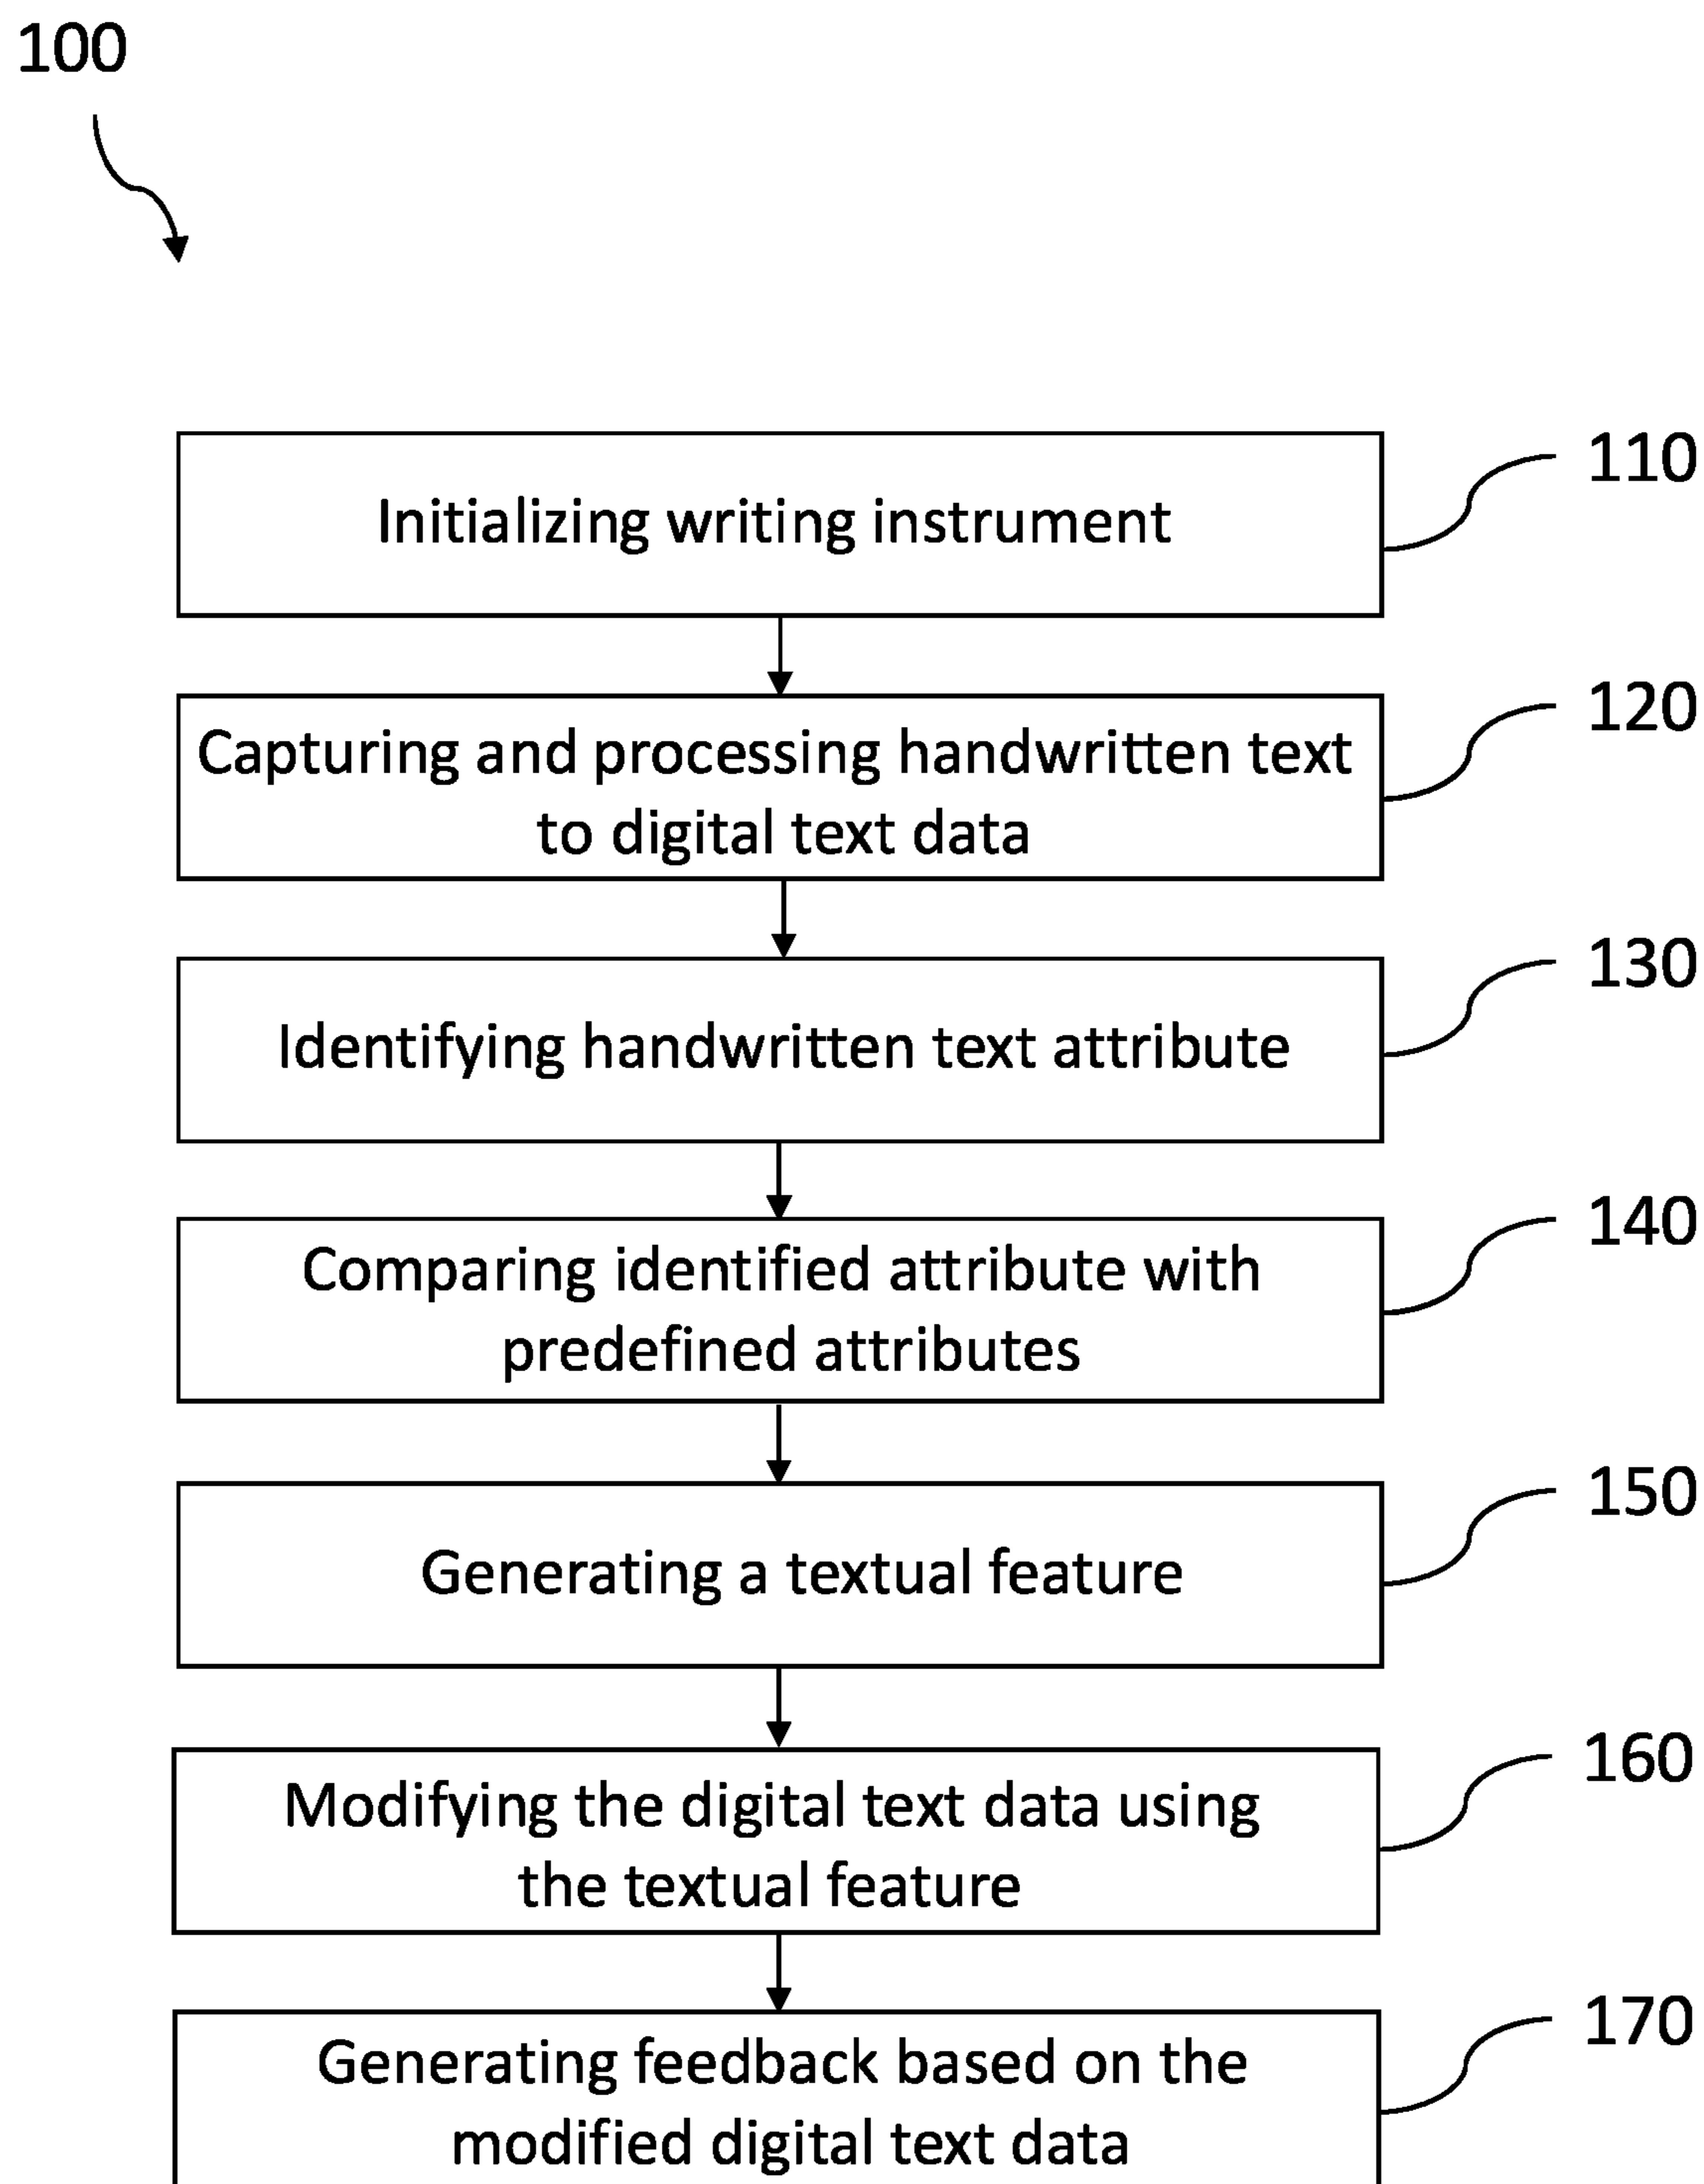 100
Initializing writing instrument
110
Capturing and processing handwritten text
to digital text data
120
Identifying handwritten text attribute
130
Comparing identified attribute with
predefined attributes
140
Generating a textual feature
150
Modifying the digital text data using
the textual feature
160
Generating feedback based on the
modified digital text data
170